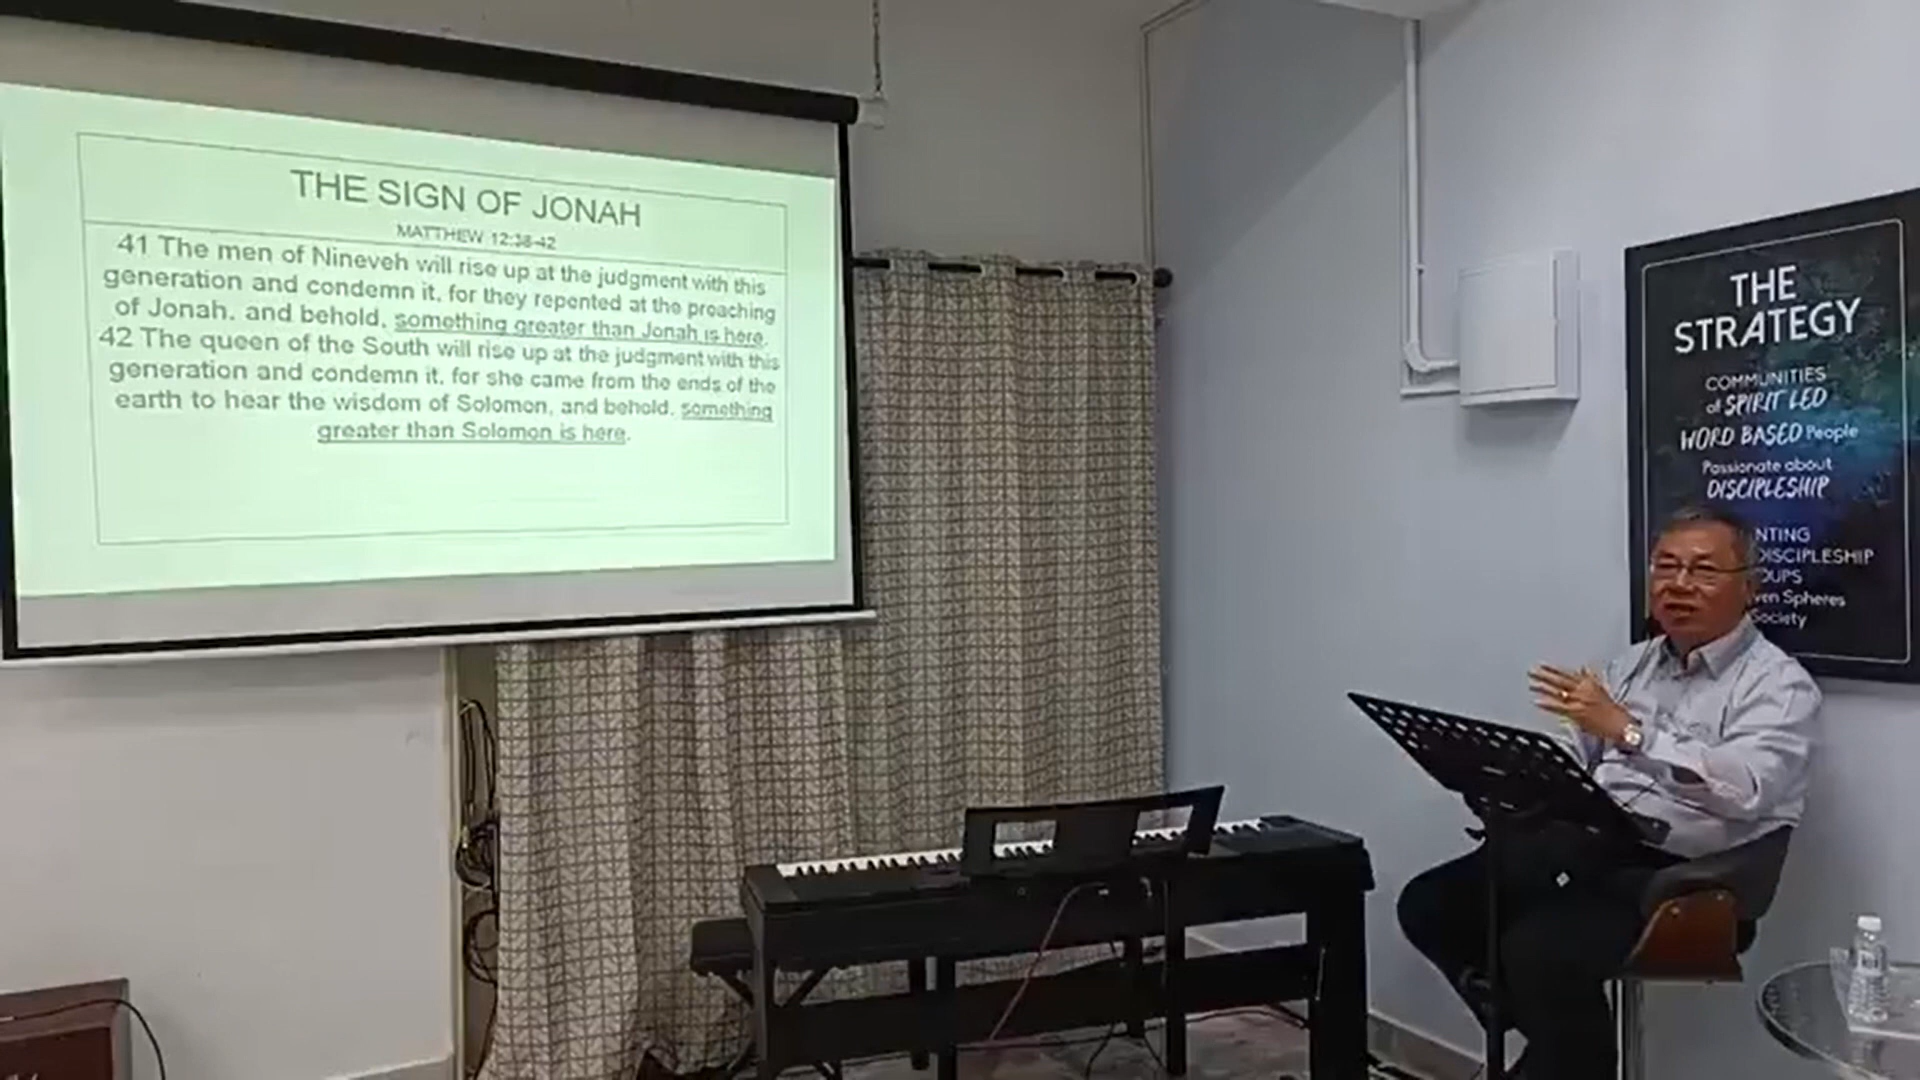 THE SIGN OF JONAH
MATTHEW 12:38-42
41 The men of Nineveh will rise up at the judgment with this
generation and condemn it, for they repented at the preaching
of Jonah, and behold, something greater than Jonah is here.
42 The queen of the South will rise up at the judgment with this
generation and condemn it, for she came from the ends of the
earth to hear the wisdom of Solomon, and behold, something
greater than Solomon is here.
THE
STRATEGY
COMMUNITIES
of SPIRIT LED
WORD BASED People
Passionate about
DISCIPLESHIP
NTING
DISCIPLESHIP
OUPS
ven Spheres
Society